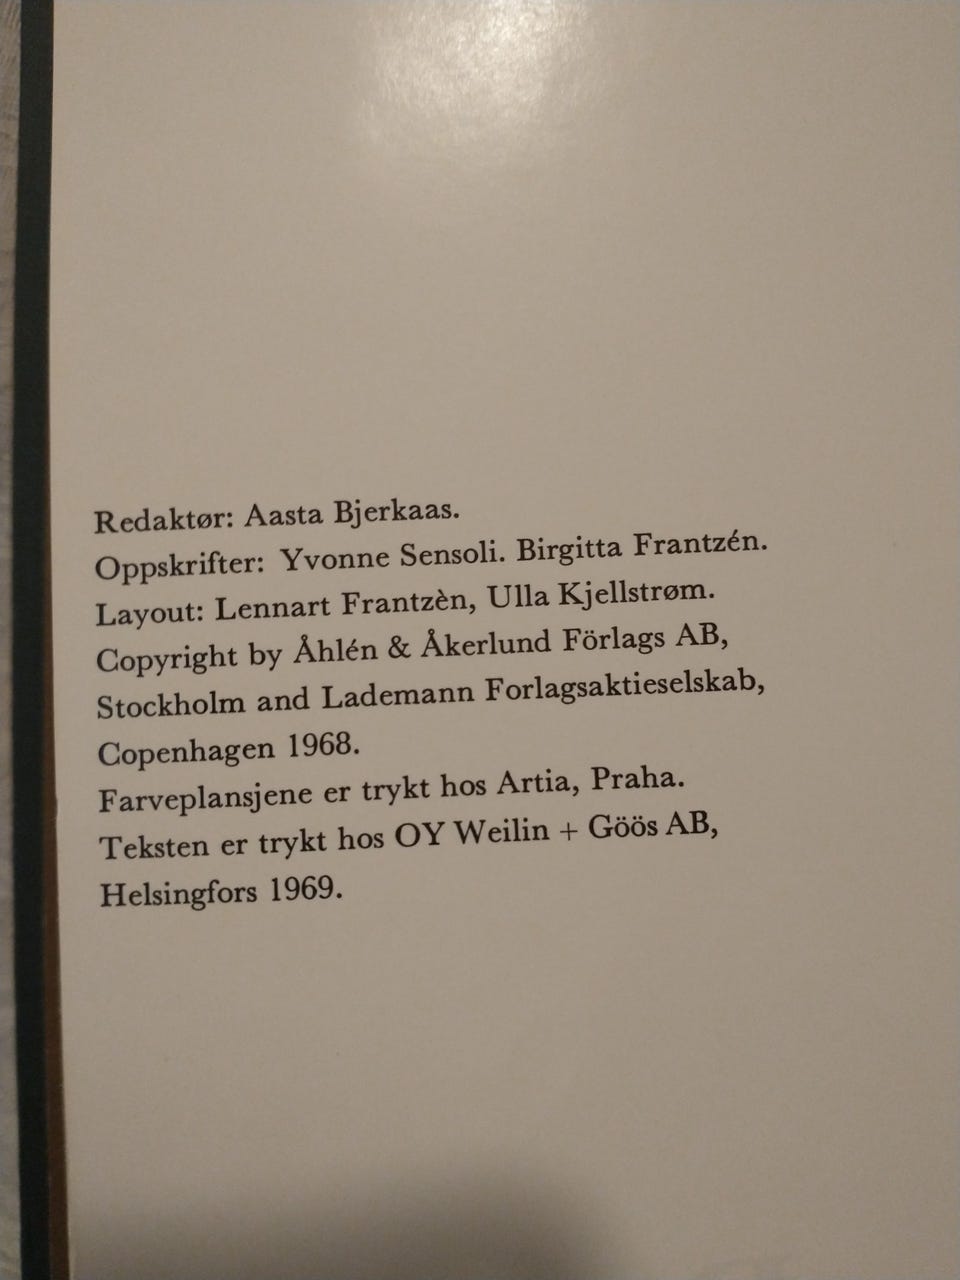 Redaktør: Aasta Bjerkaas.
Oppskrifter: Yvonne Sensoli. Birgitta Frantzén.
Layout: Lennart Frantzèn, Ulla Kjellstrøm.
Copyright by Åhlén & Åkerlund Förlags AB,
Stockholm and Lademann Forlagsaktieselskab,
Copenhagen 1968.
Farveplansjene er trykt hos Artia, Praha.
Teksten er trykt hos OY Weilin + Göös AB,
Helsingfors 1969.